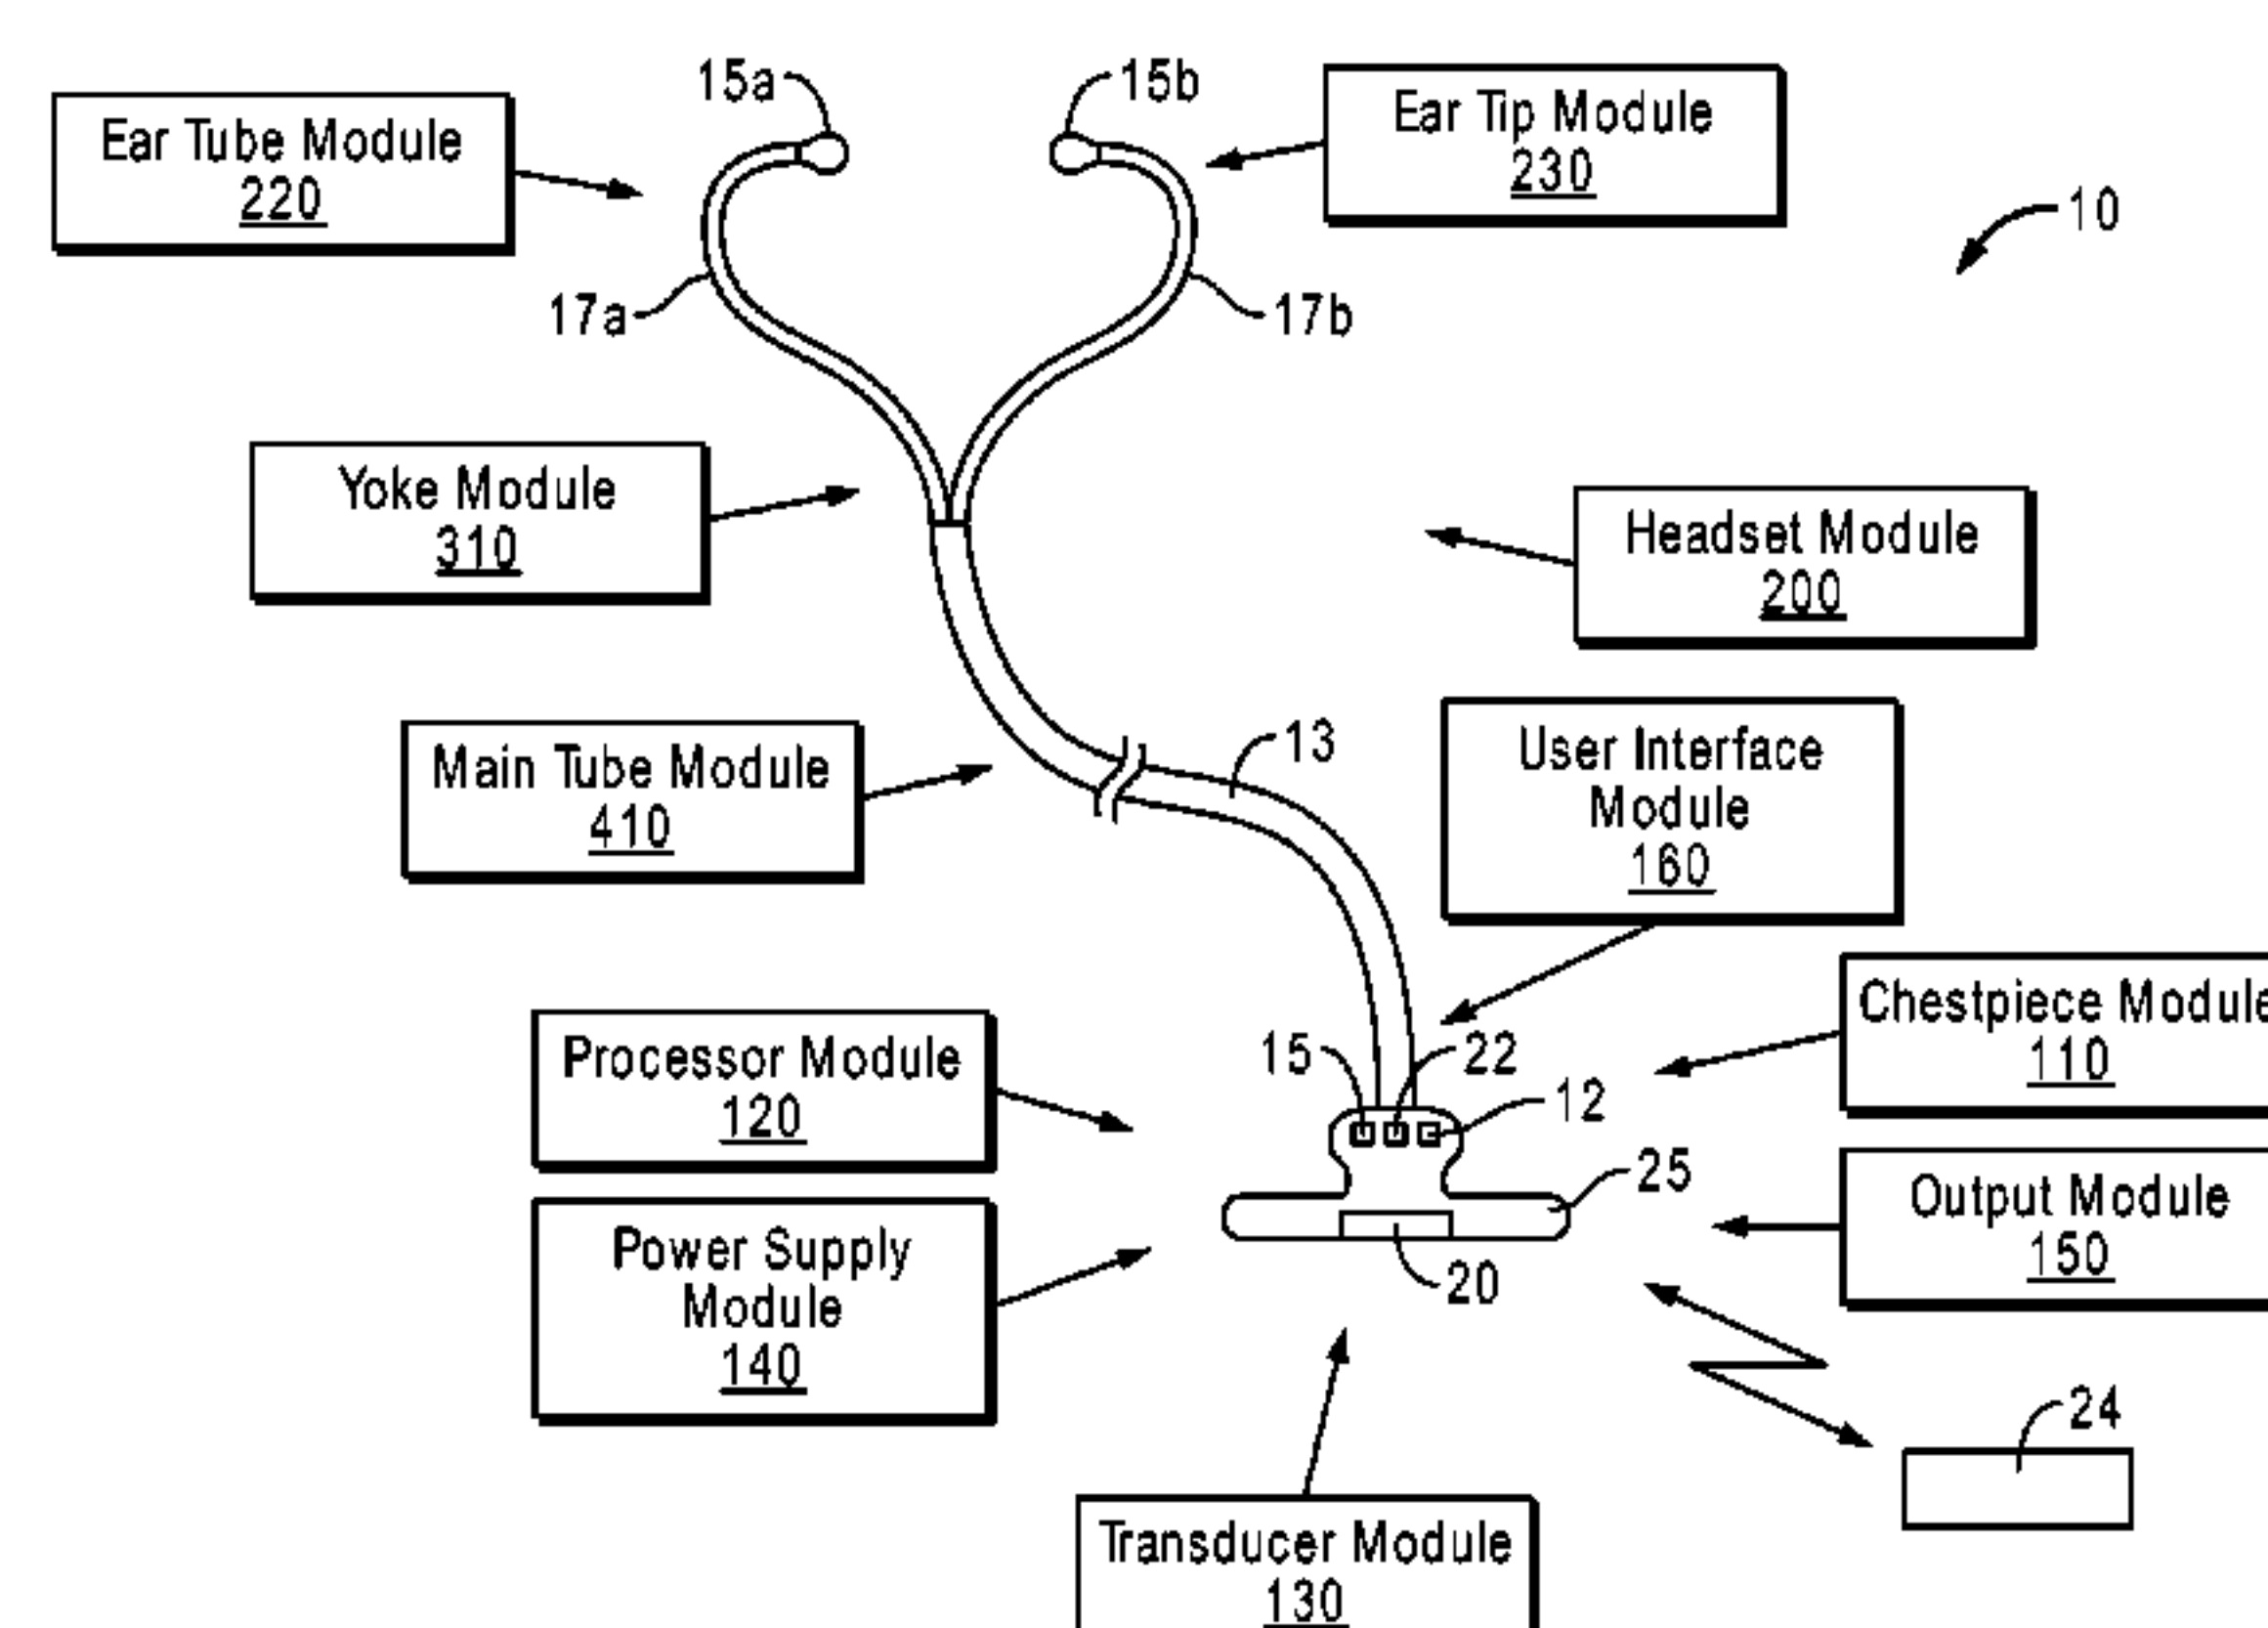 15a
15b
Ear Tube Module
220
Ear Tip Module
230
10
17a
17b
Yoke Module
310
Headset Module
200
Main Tube Module
410
13
User Interface
Module
160
Processor Module
120
15
22
12
Chestpiece Module
110
25
Output Module
150
Power Supply
Module
140
20
24
Transducer Module
130